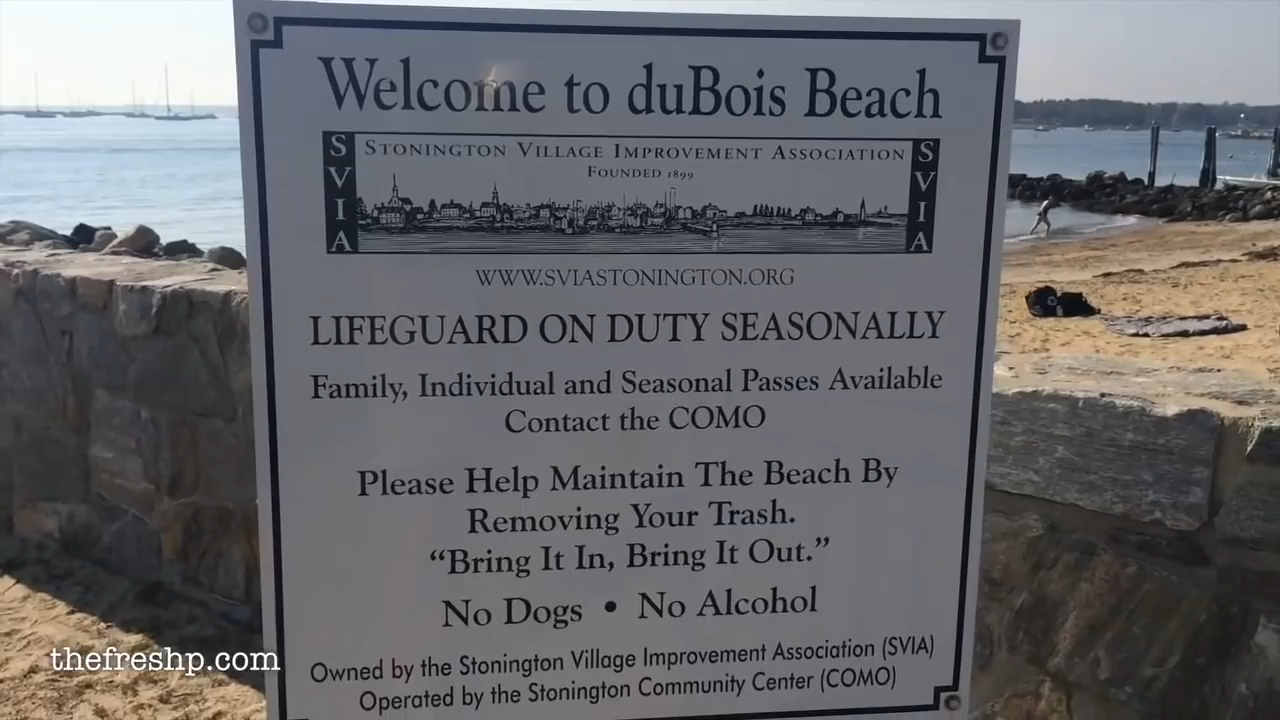 Welcome to duBois Beach
SVIA
STONINGTON VILLAGE IMPROVEMENT ASSOCIATION
FOUNDED 1899
SVIA
WWW.SVIASTONINGTON.ORG
LIFEGUARD ON DUTY SEASONALLY
Family, Individual and Seasonal Passes Available
Contact the COMO
Please Help Maintain The Beach By
Removing Your Trash.
“Bring It In, Bring It Out.”
No Dogs • No Alcohol
Owned by the Stonington Village Improvement Association (SVIA)
Operated by the Stonington Community Center (COMO)
thefreshp.com